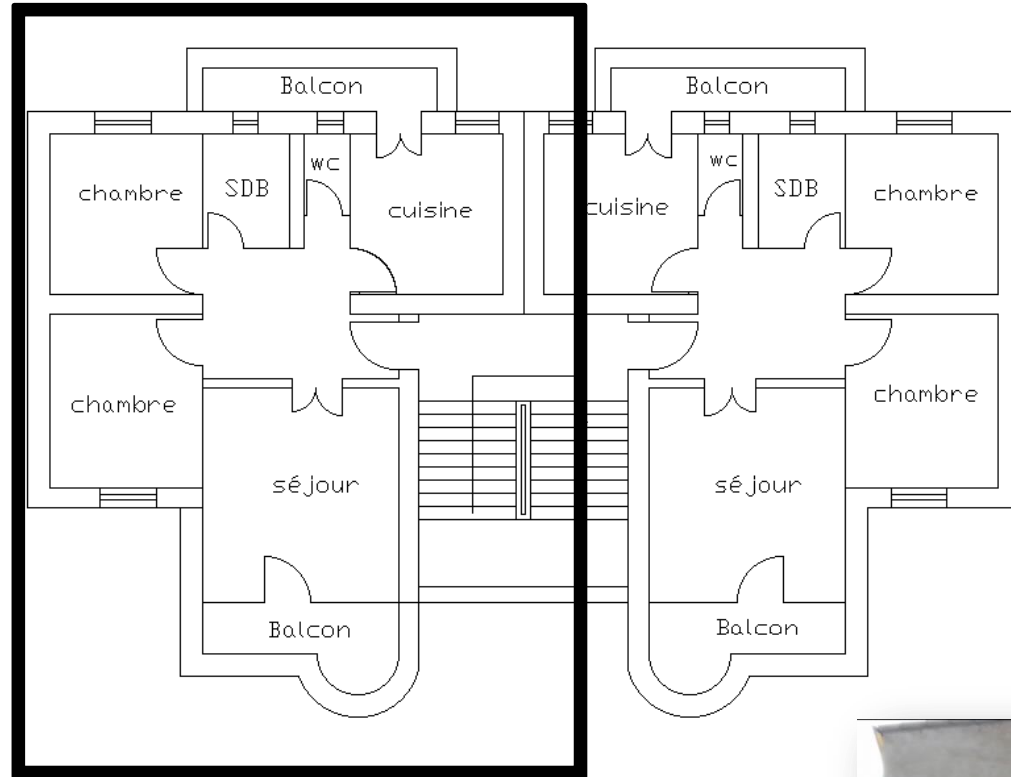 Balcon
Balcon
chambre
SDB
wc
cuisine
cuisine
wc
SDB
chambre
chambre
chambre
séjour
séjour
Balcon
Balcon